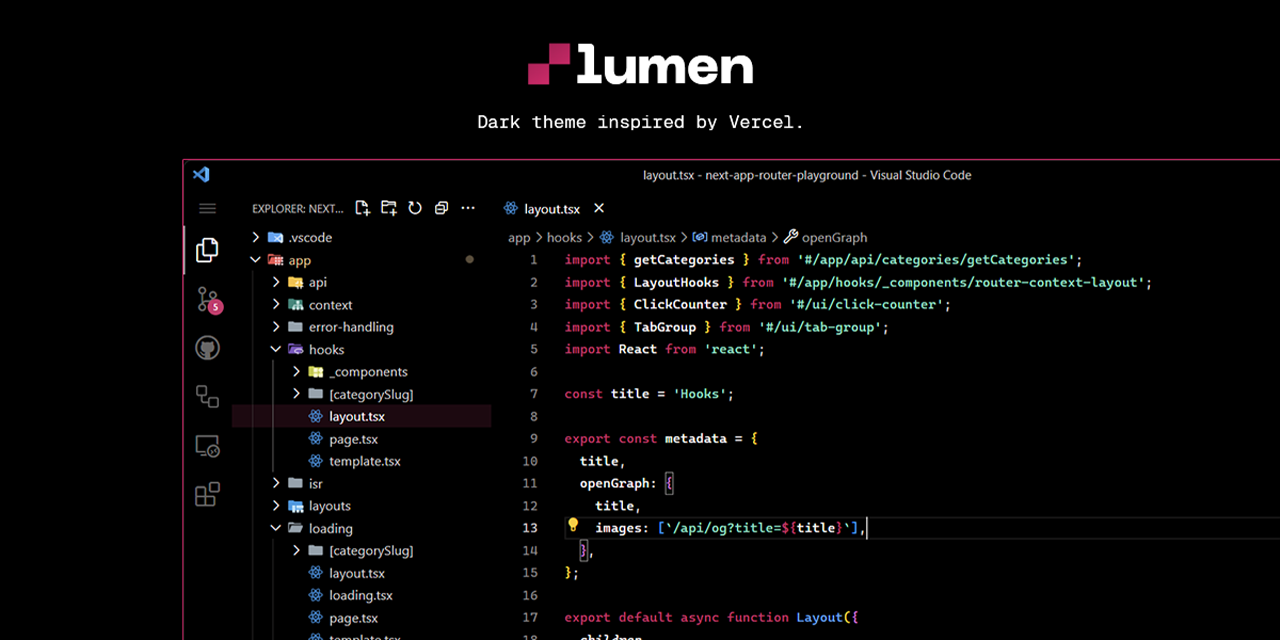 lumen
Dark theme inspired by Vercel.
layout.tsx - next-app-router-playground - Visual Studio Code
EXPLORER: NEXT...
layout.tsx
app > hooks > layout.tsx > metadata > openGraph
.vscode
app
api
context
error-handling
hooks
_components
[categorySlug]
layout.tsx
page.tsx
template.tsx
isr
layouts
loading
[categorySlug]
layout.tsx
loading.tsx
page.tsx
template.tsx
5
1 import { getCategories } from '#/app/api/categories/getCategories';
2 import { LayoutHooks } from '#/app/hooks/_components/router-context-layout';
3 import { ClickCounter } from '#/ui/click-counter';
4 import { TabGroup } from '#/ui/tab-group';
5 import React from 'react';
6
7 const title = 'Hooks';
8
9 export const metadata = {
10 title,
11 openGraph: {
12 title,
13 images: [`/api/og?title=${title}`],
14 },
15 };
16
17 export default async function Layout({
18 children